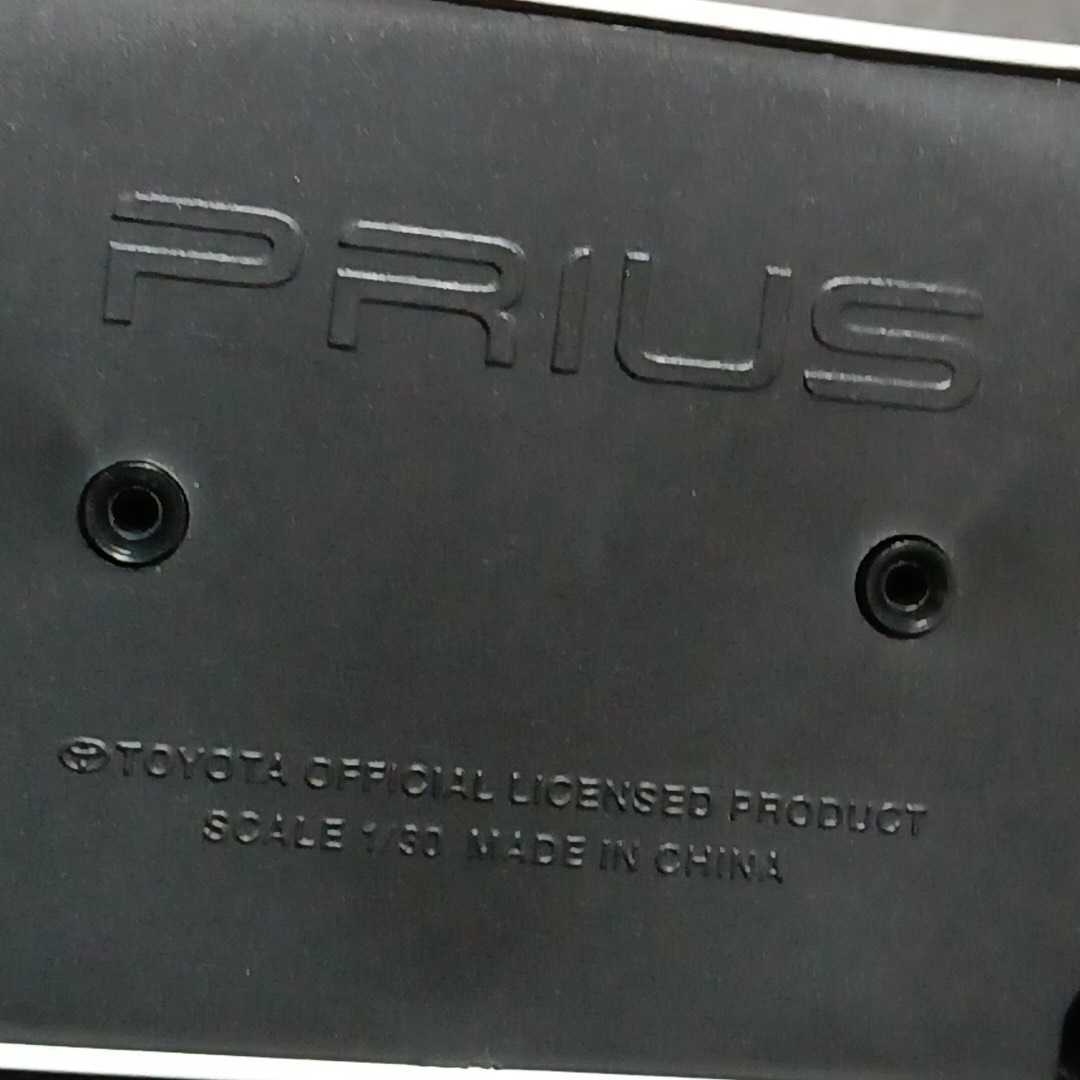 PRIUS
TOYOTA OFFICIAL LICENSED PRODUCT
SCALE 1/30 MADE IN CHINA